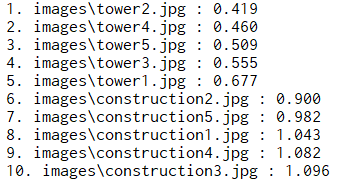 1. images\tower2.jpg : 0.419
2. images\tower4.jpg : 0.460
3. images\tower5.jpg : 0.509
4. images\tower3.jpg : 0.555
5. images\tower1.jpg : 0.677
6. images\construction2.jpg : 0.900
7. images\construction5.jpg : 0.982
8. images\construction1.jpg : 1.043
9. images\construction4.jpg : 1.082
10. images\construction3.jpg : 1.096